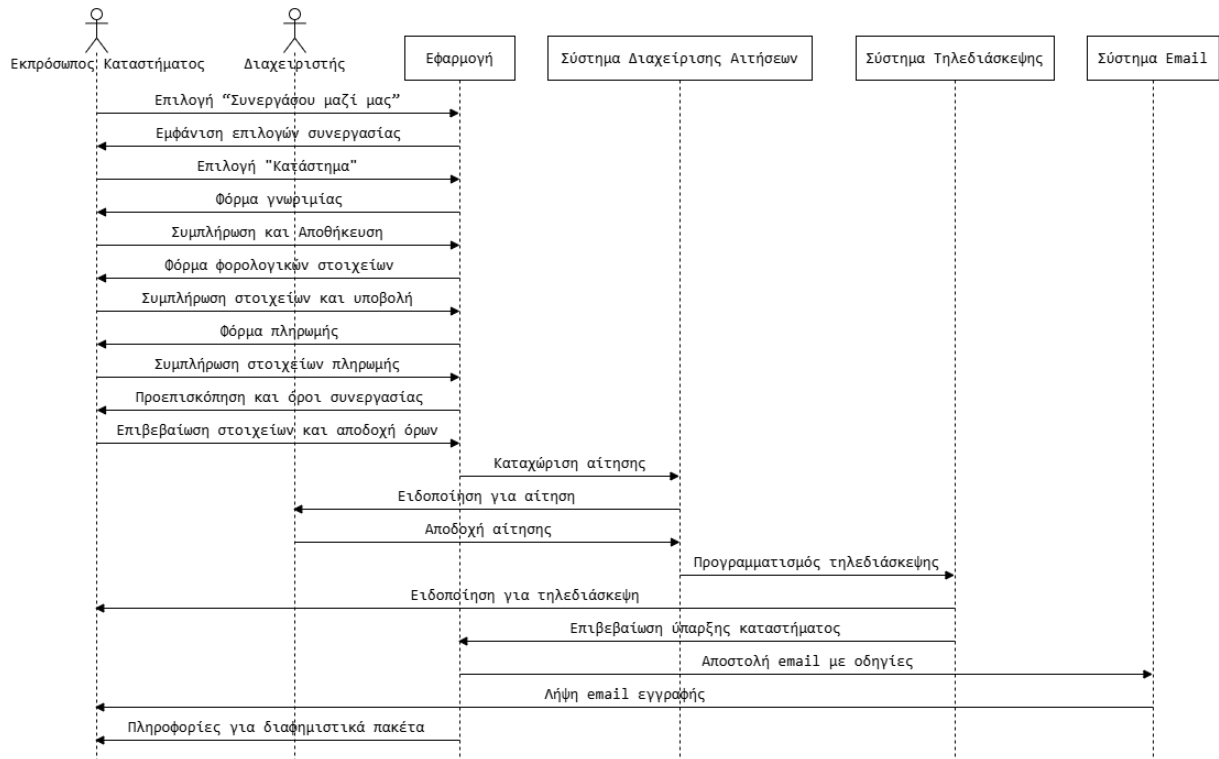 Εκπρόσωπος Καταστήματος
Διαχειριστής
Εφαρμογή
Σύστημα Διαχείρισης Αιτήσεων
Σύστημα Τηλεδιάσκεψης
Σύστημα Email
Επιλογή “Συνεργάσου μαζί μας”
Εμφάνιση επιλογών συνεργασίας
Επιλογή "Κατάστημα"
Φόρμα γνωριμίας
Συμπλήρωση και Αποθήκευση
Φόρμα φορολογικών στοιχείων
Συμπλήρωση στοιχείων και υποβολή
Φόρμα πληρωμής
Συμπλήρωση στοιχείων πληρωμής
Προεπισκόπηση και όροι συνεργασίας
Επιβεβαίωση στοιχείων και αποδοχή όρων
Καταχώριση αίτησης
Ειδοποίηση για αίτηση
Αποδοχή αίτησης
Προγραμματισμός τηλεδιάσκεψης
Ειδοποίηση για τηλεδιάσκεψη
Επιβεβαίωση ύπαρξης καταστήματος
Αποστολή email με οδηγίες
Λήψη email εγγραφής
Πληροφορίες για διαφημιστικά πακέτα